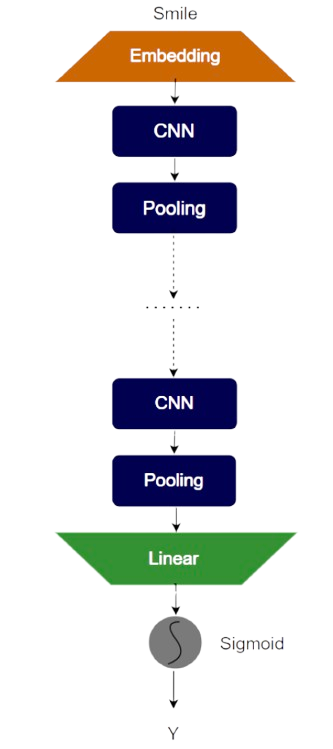 Smile
Embedding
CNN
Pooling
.......
CNN
Pooling
Linear
Sigmoid
Y